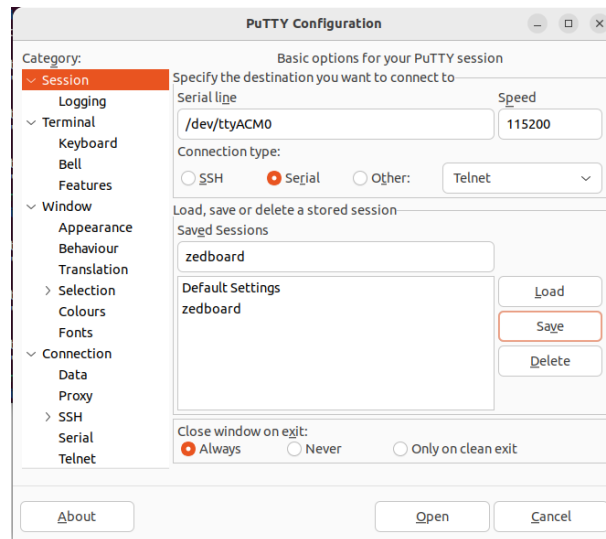 PuTTY Configuration
Category:
Session
Logging
Terminal
Keyboard
Bell
Features
Window
Appearance
Behaviour
Translation
Selection
Colours
Fonts
Connection
Data
Proxy
SSH
Serial
Telnet
Basic options for your PuTTY session
Specify the destination you want to connect to
Serial line Speed
/dev/ttyACM0 115200
Connection type:
SSH Serial Other: Telnet
Load, save or delete a stored session
Saved Sessions
zedboard
Default Settings
zedboard
Load
Save
Delete
Close window on exit:
Always Never Only on clean exit
About Open Cancel